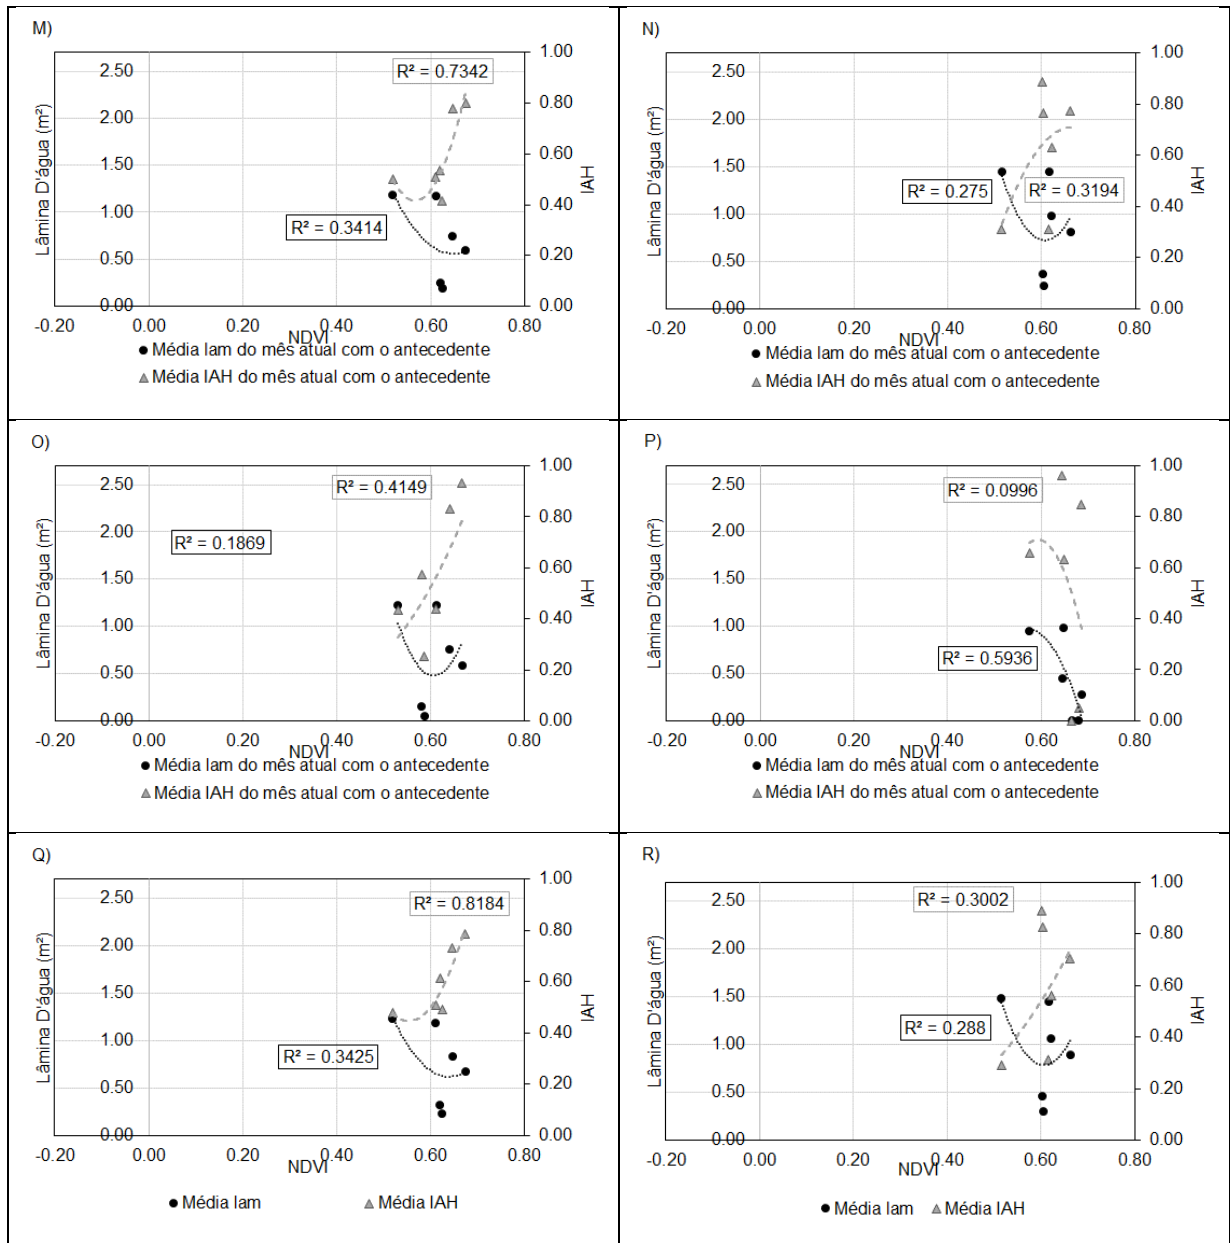 M)
R² = 0.7342
R² = 0.3414
2.50
2.00
1.50
1.00
0.50
0.00
1.00
0.80
0.60
0.40
0.20
0.00
-0.20 0.00 0.20 0.40 0.60 0.80
Lâmina D'água (m²)
IAH
NDVI
Média lam do mês atual com o antecedente
Média IAH do mês atual com o antecedente
N)
R² = 0.275
R² = 0.3194
2.50
2.00
1.50
1.00
0.50
0.00
1.00
0.80
0.60
0.40
0.20
0.00
-0.20 0.00 0.20 0.40 0.60 0.80
Lâmina D'água (m²)
IAH
NDVI
Média lam do mês atual com o antecedente
Média IAH do mês atual com o antecedente
O)
R² = 0.4149
R² = 0.1869
2.50
2.00
1.50
1.00
0.50
0.00
1.00
0.80
0.60
0.40
0.20
0.00
-0.20 0.00 0.20 0.40 0.60 0.80
Lâmina D'água (m²)
IAH
NDVI
Média lam do mês atual com o antecedente
Média IAH do mês atual com o antecedente
P)
R² = 0.0996
R² = 0.5936
2.50
2.00
1.50
1.00
0.50
0.00
1.00
0.80
0.60
0.40
0.20
0.00
-0.20 0.00 0.20 0.40 0.60 0.80
Lâmina D'água (m²)
IAH
NDVI
Média lam do mês atual com o antecedente
Média IAH do mês atual com o antecedente
Q)
R² = 0.8184
R² = 0.3425
2.50
2.00
1.50
1.00
0.50
0.00
1.00
0.80
0.60
0.40
0.20
0.00
-0.20 0.00 0.20 0.40 0.60 0.80
Lâmina D'água (m²)
IAH
NDVI
Média lam Média IAH
R)
R² = 0.3002
R² = 0.288
2.50
2.00
1.50
1.00
0.50
0.00
1.00
0.80
0.60
0.40
0.20
0.00
-0.20 0.00 0.20 0.40 0.60 0.80
Lâmina D'água (m²)
IAH
NDVI
Média lam Média IAH